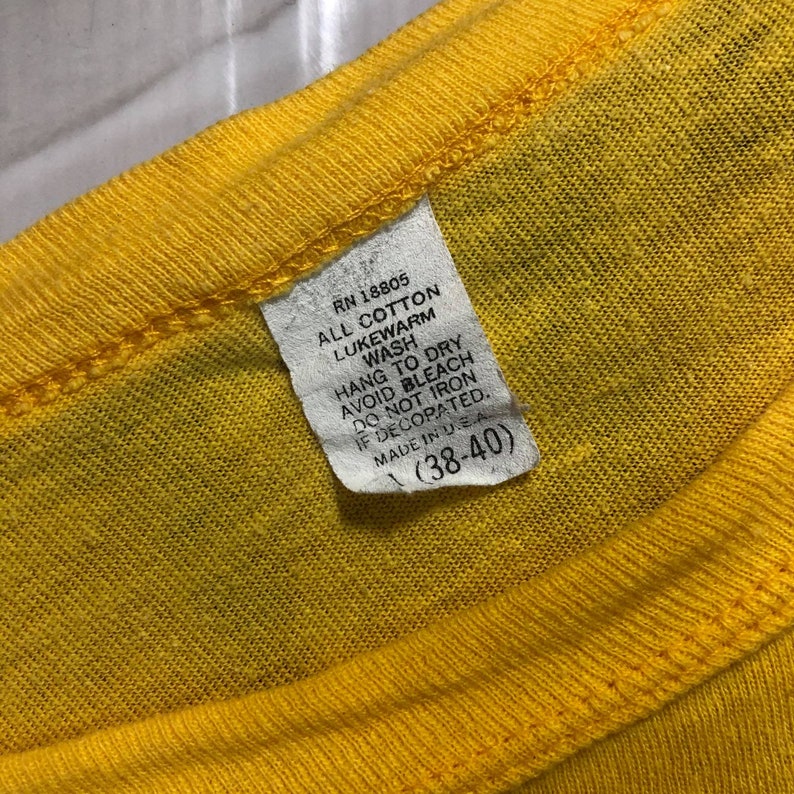 RN 18805
ALL COTTON
LUKEWARM
WASH
HANG TO DRY
AVOID BLEACH
DO NOT IRON
IF DECORATED.
MADE IN U.S.A.
(38-40)